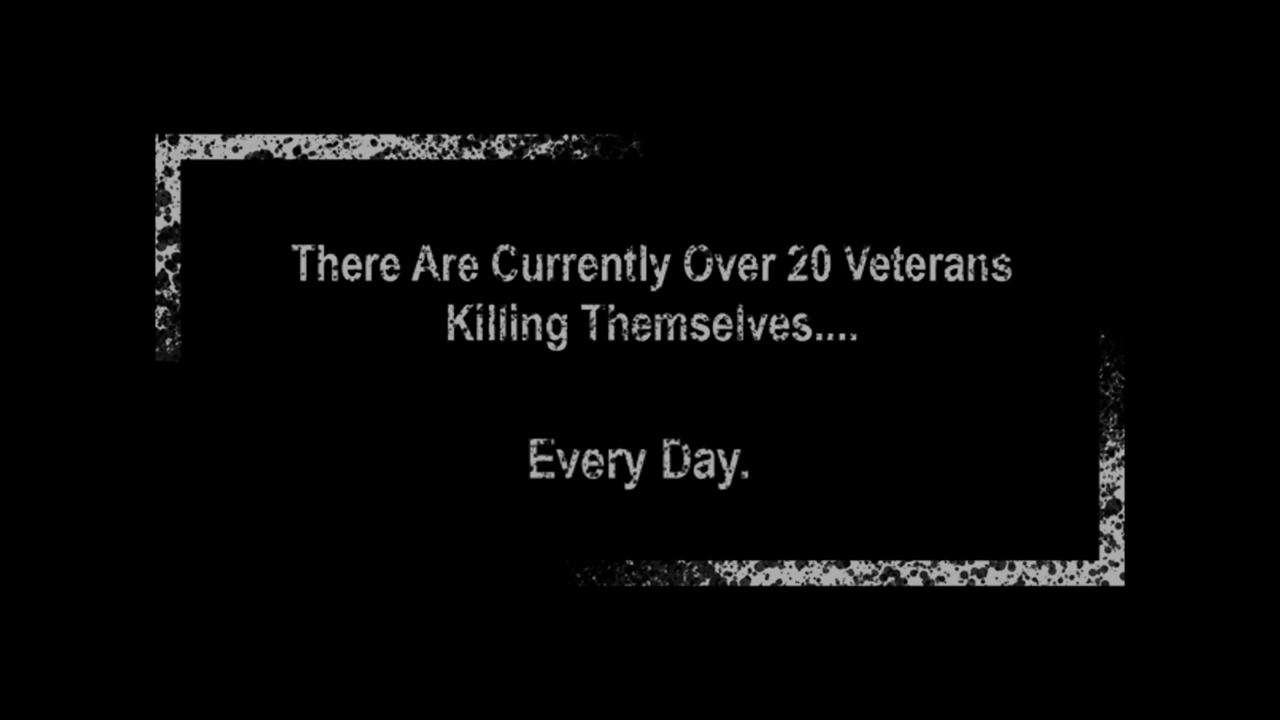 There Are Currently Over 20 Veterans
Killing Themselves....
Every Day.